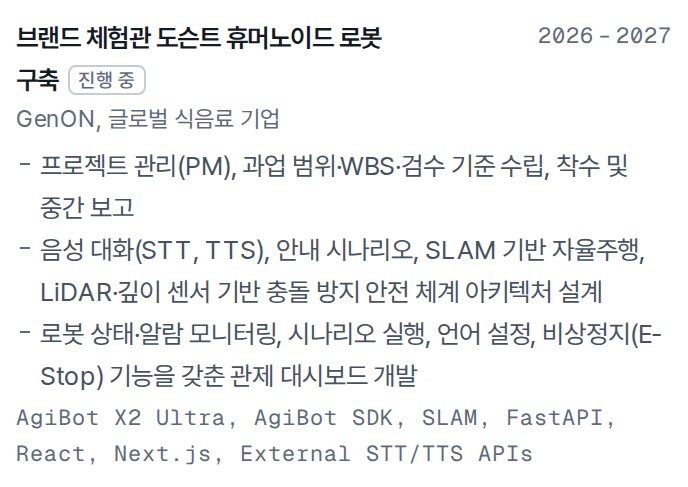 브랜드 체험관 도슨트 휴머노이드 로봇 2026 – 2027
구축 진행 중
GenON, 글로벌 식음료 기업
– 프로젝트 관리(PM), 과업 범위·WBS·검수 기준 수립, 착수 및
중간 보고
– 음성 대화(STT, TTS), 안내 시나리오, SLAM 기반 자율주행,
LiDAR·깊이 센서 기반 충돌 방지 안전 체계 아키텍처 설계
– 로봇 상태·알람 모니터링, 시나리오 실행, 언어 설정, 비상정지(E-
Stop) 기능을 갖춘 관제 대시보드 개발
AgiBot X2 Ultra, AgiBot SDK, SLAM, FastAPI,
React, Next.js, External STT/TTS APIs